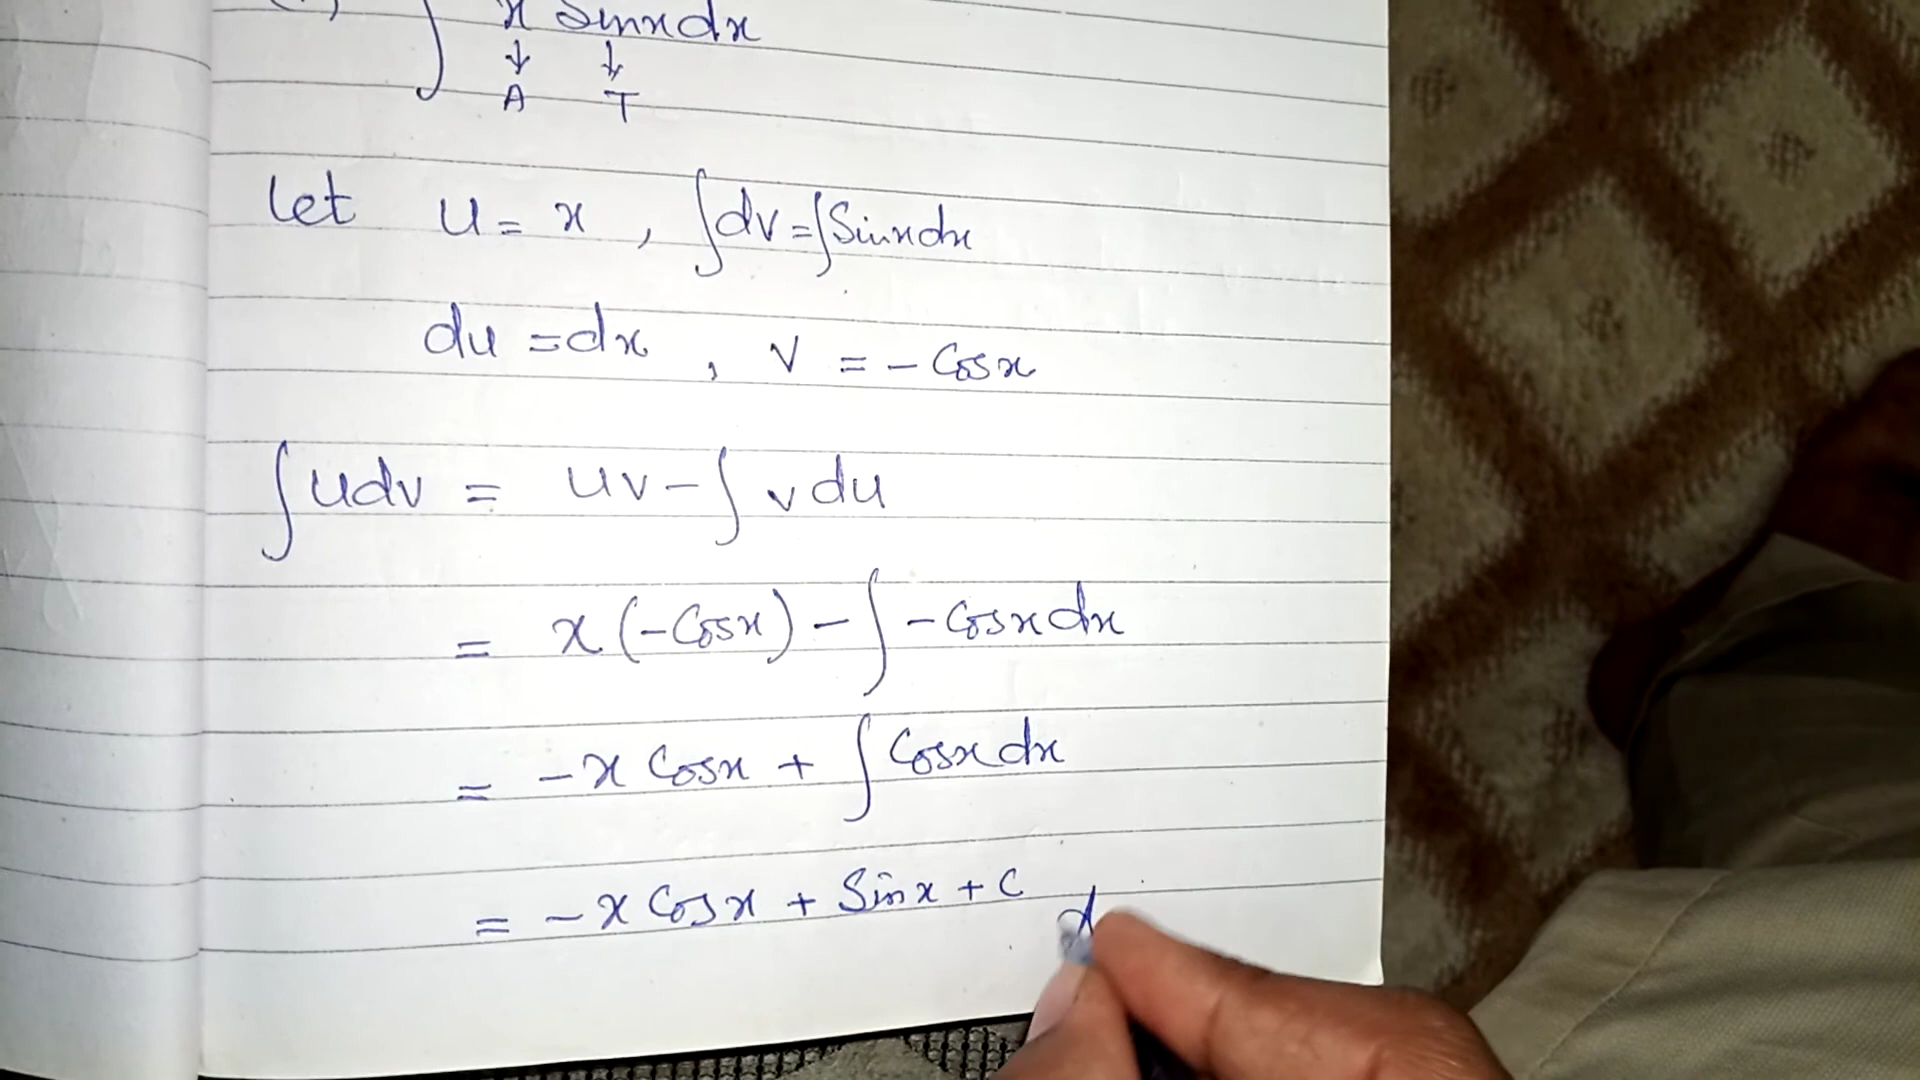 ∫ x Sinx dx
↓ ↓
A T
let u = x , ∫dv = ∫Sinx dx
du = dx , v = - Cosx
∫ u dv = uv - ∫ v du
= x (-Cosx) - ∫ - Cosx dx
= -x Cosx + ∫ Cosx dx
= -x Cosx + Sinx + c